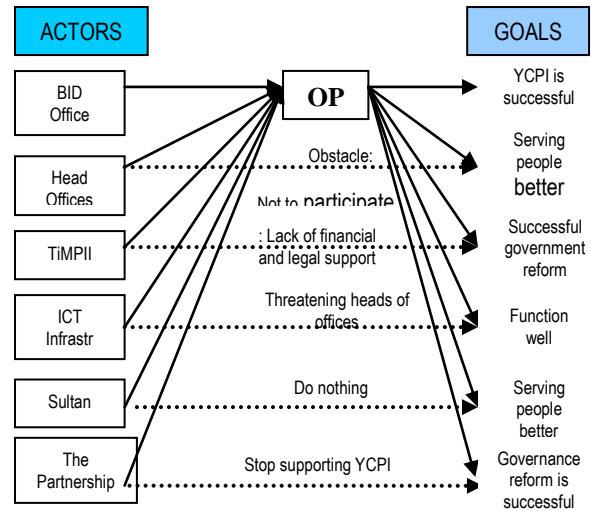 ACTORS
GOALS
BID
Office
OP
YCPI is
successful
Head
Offices
Obstacle:
Not to participate
Serving
people
better
TiMPII
: Lack of financial
and legal support
Successful
government
reform
ICT
Infrastr
Threatening heads of
offices
Function
well
Sultan
Do nothing
Serving
people
better
The
Partnership
Stop supporting YCPI
Governance
reform is
successful